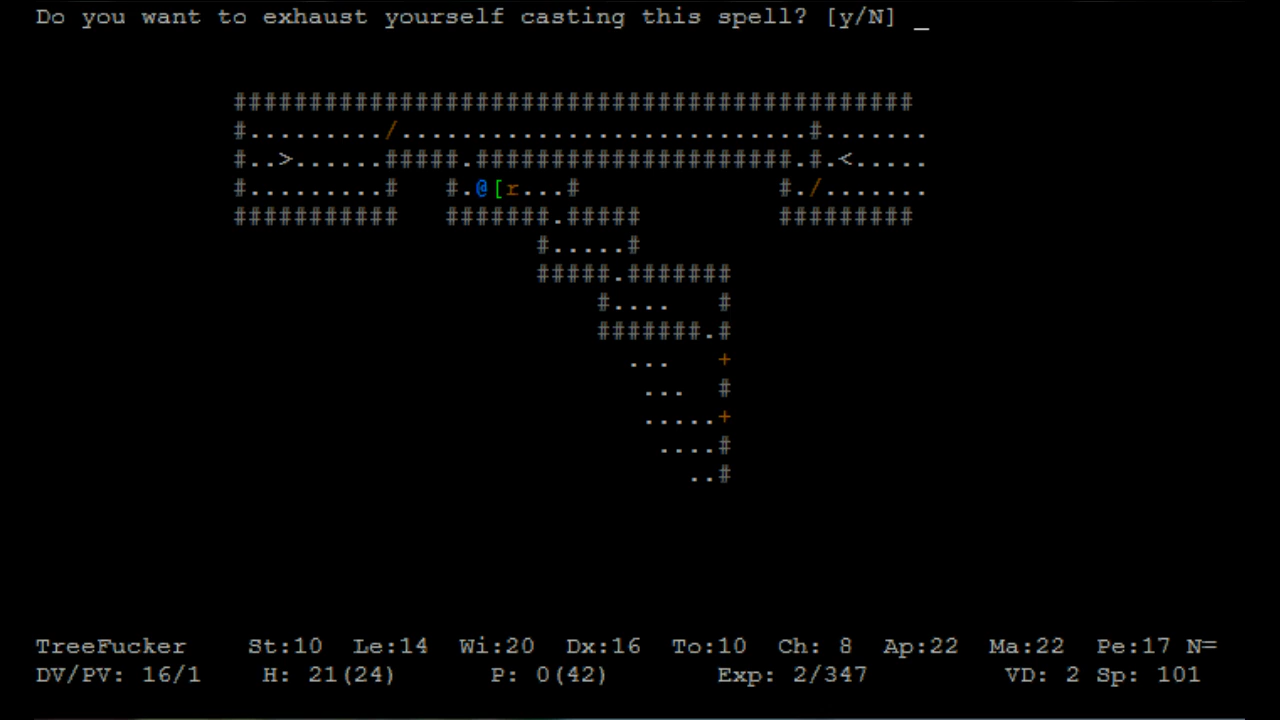 Do you want to exhaust yourself casting this spell? [y/N] _
             #############################################
             #........./...........................#.......
             #..>......#####.#####################.#.<.....
             #.........#   #.@[r...#             #./.......
             ###########   #######.#####         #########
                                 #.....#
                                 #####.#######
                                     #....   #
                                     #######.#
                                       ...   +
                                        ...  #
                                        .....+
                                         ....#
                                           ..#
TreeFucker    St:10  Le:14  Wi:20  Dx:16  To:10  Ch: 8  Ap:22  Ma:22  Pe:17 N=
DV/PV: 16/1    H: 21(24)      P: 0(42)       Exp: 2/347         VD: 2 Sp: 101